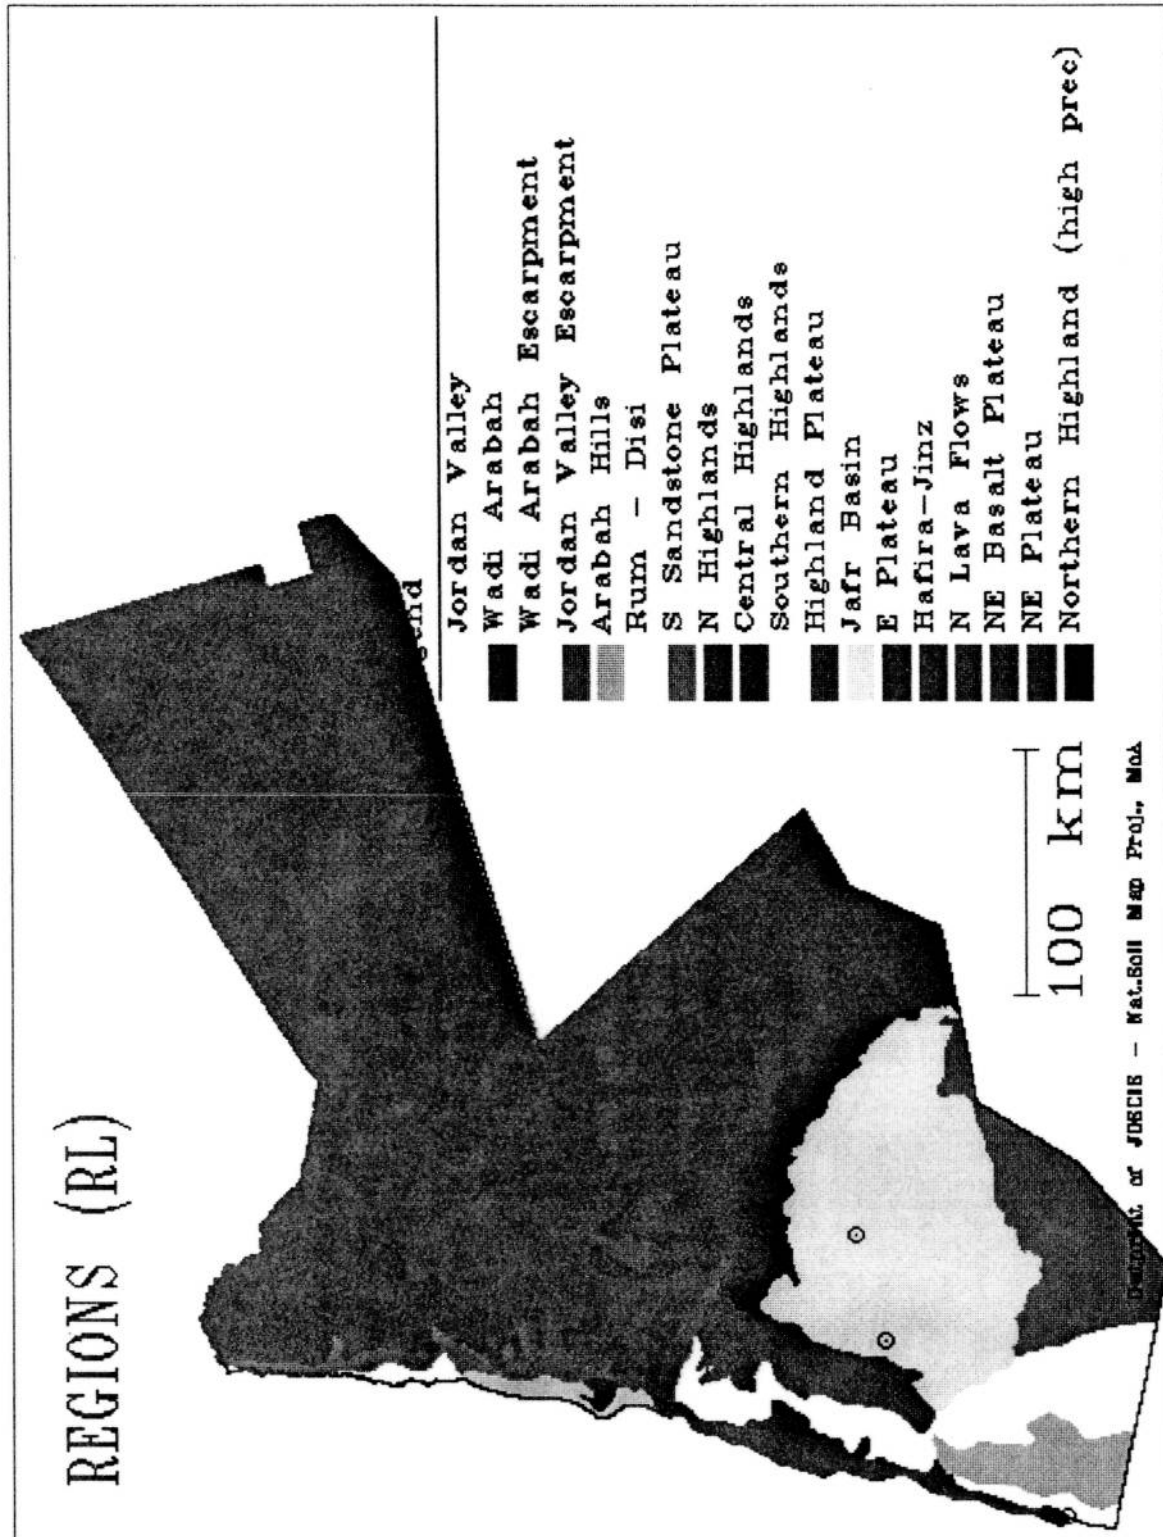 REGIONS (RL)
Jordan Valley
Wadi Arabah
Wadi Arabah Escarpment
Jordan Valley Escarpment
Arabah Hills
Rum - Disi
S Sandstone Plateau
N Highlands
Central Highlands
Southern Highlands
Highland Plateau
Jafr Basin
E Plateau
Hafira-Jinz
N Lava Flows
NE Basalt Plateau
NE Plateau
Northern Highland (high prec)
100 km
of JOSCIS - Nat.Soil Map Proj., MoA